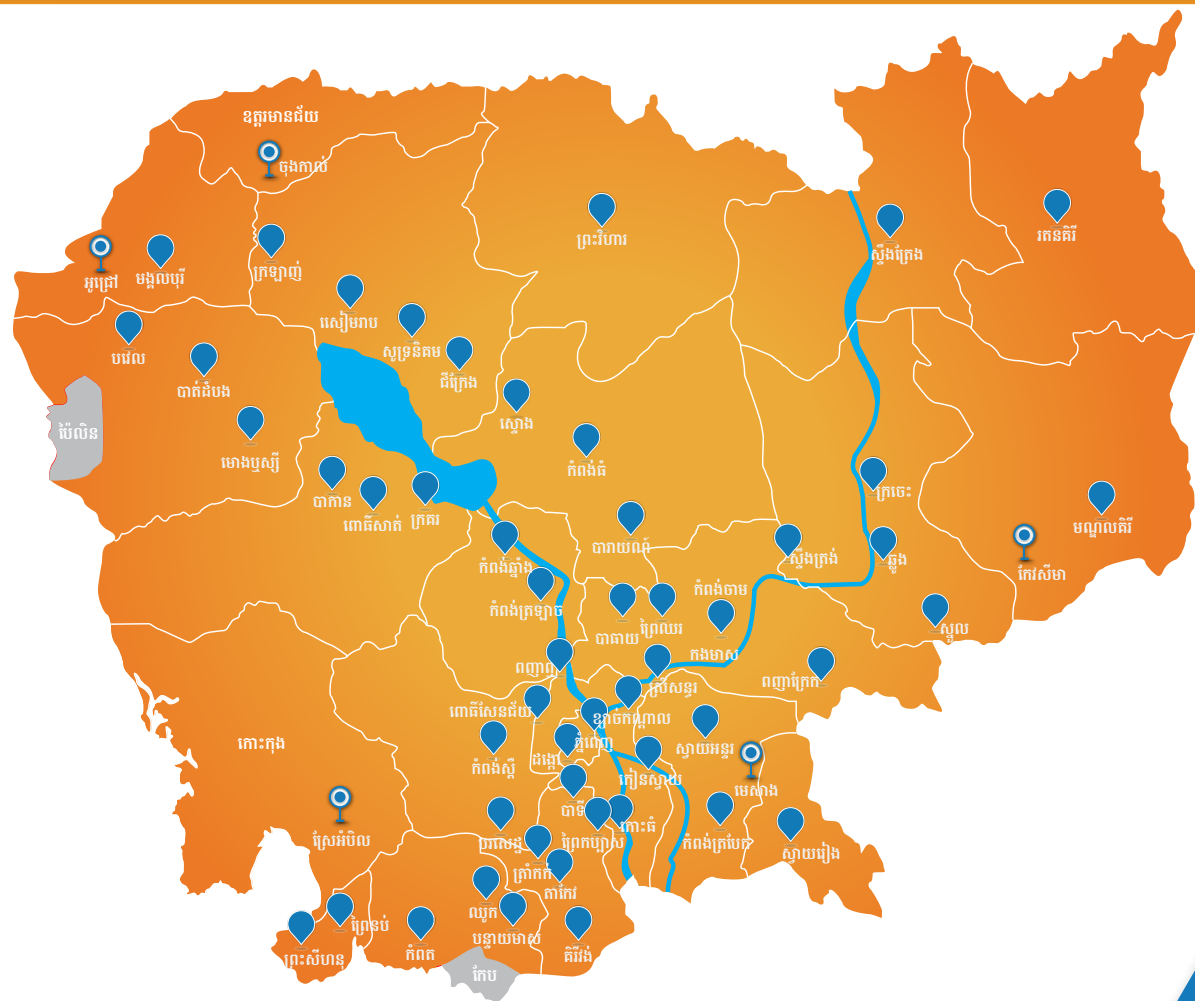 ឧត្តរមានជ័យ
ចុងកាល់
ព្រះវិហារ
រតនគិរី
ស្ទឹងត្រែង
អូជ្រៅ
មង្គលបុរី
ក្រឡាញ់
សៀមរាប
សូទ្រនិគម
ជីក្រែង
បវេល
បាត់ដំបង
ស្ទោង
ប៉ៃលិន
មោងឫស្សី
កំពង់ធំ
បាកាន
ពោធិ៍សាត់
ក្រគរ
ក្រចេះ
មណ្ឌលគិរី
បារាយណ៍
កំពង់ឆ្នាំង
ស្ទឹងត្រង់
ឆ្លូង
កែវសីមា
កំពង់ត្រឡាច
កំពង់ចាម
បាធាយ
ព្រៃឈរ
ស្នួល
កងមាស
ពញាឮ
ស្រីសន្ធរ
ពញាក្រែក
ពោធិ៍សែនជ័យ
ខ្សាច់កណ្ដាល
កោះកុង
ភ្នំពេញ
ស្វាយអន្ទរ
កំពង់ស្ពឺ
ដង្កោ
កៀនស្វាយ
មេសាង
បាទី
ស្រែអំបិល
បរសេដ្ឋ
ព្រៃកប្បាស
កោះធំ
កំពង់ត្របែក
ស្វាយរៀង
ត្រាំកក់
តាកែវ
ឈូក
ព្រៃនប់
បន្ទាយមាស
កំពត
គិរីវង់
ព្រះសីហនុ
កែប